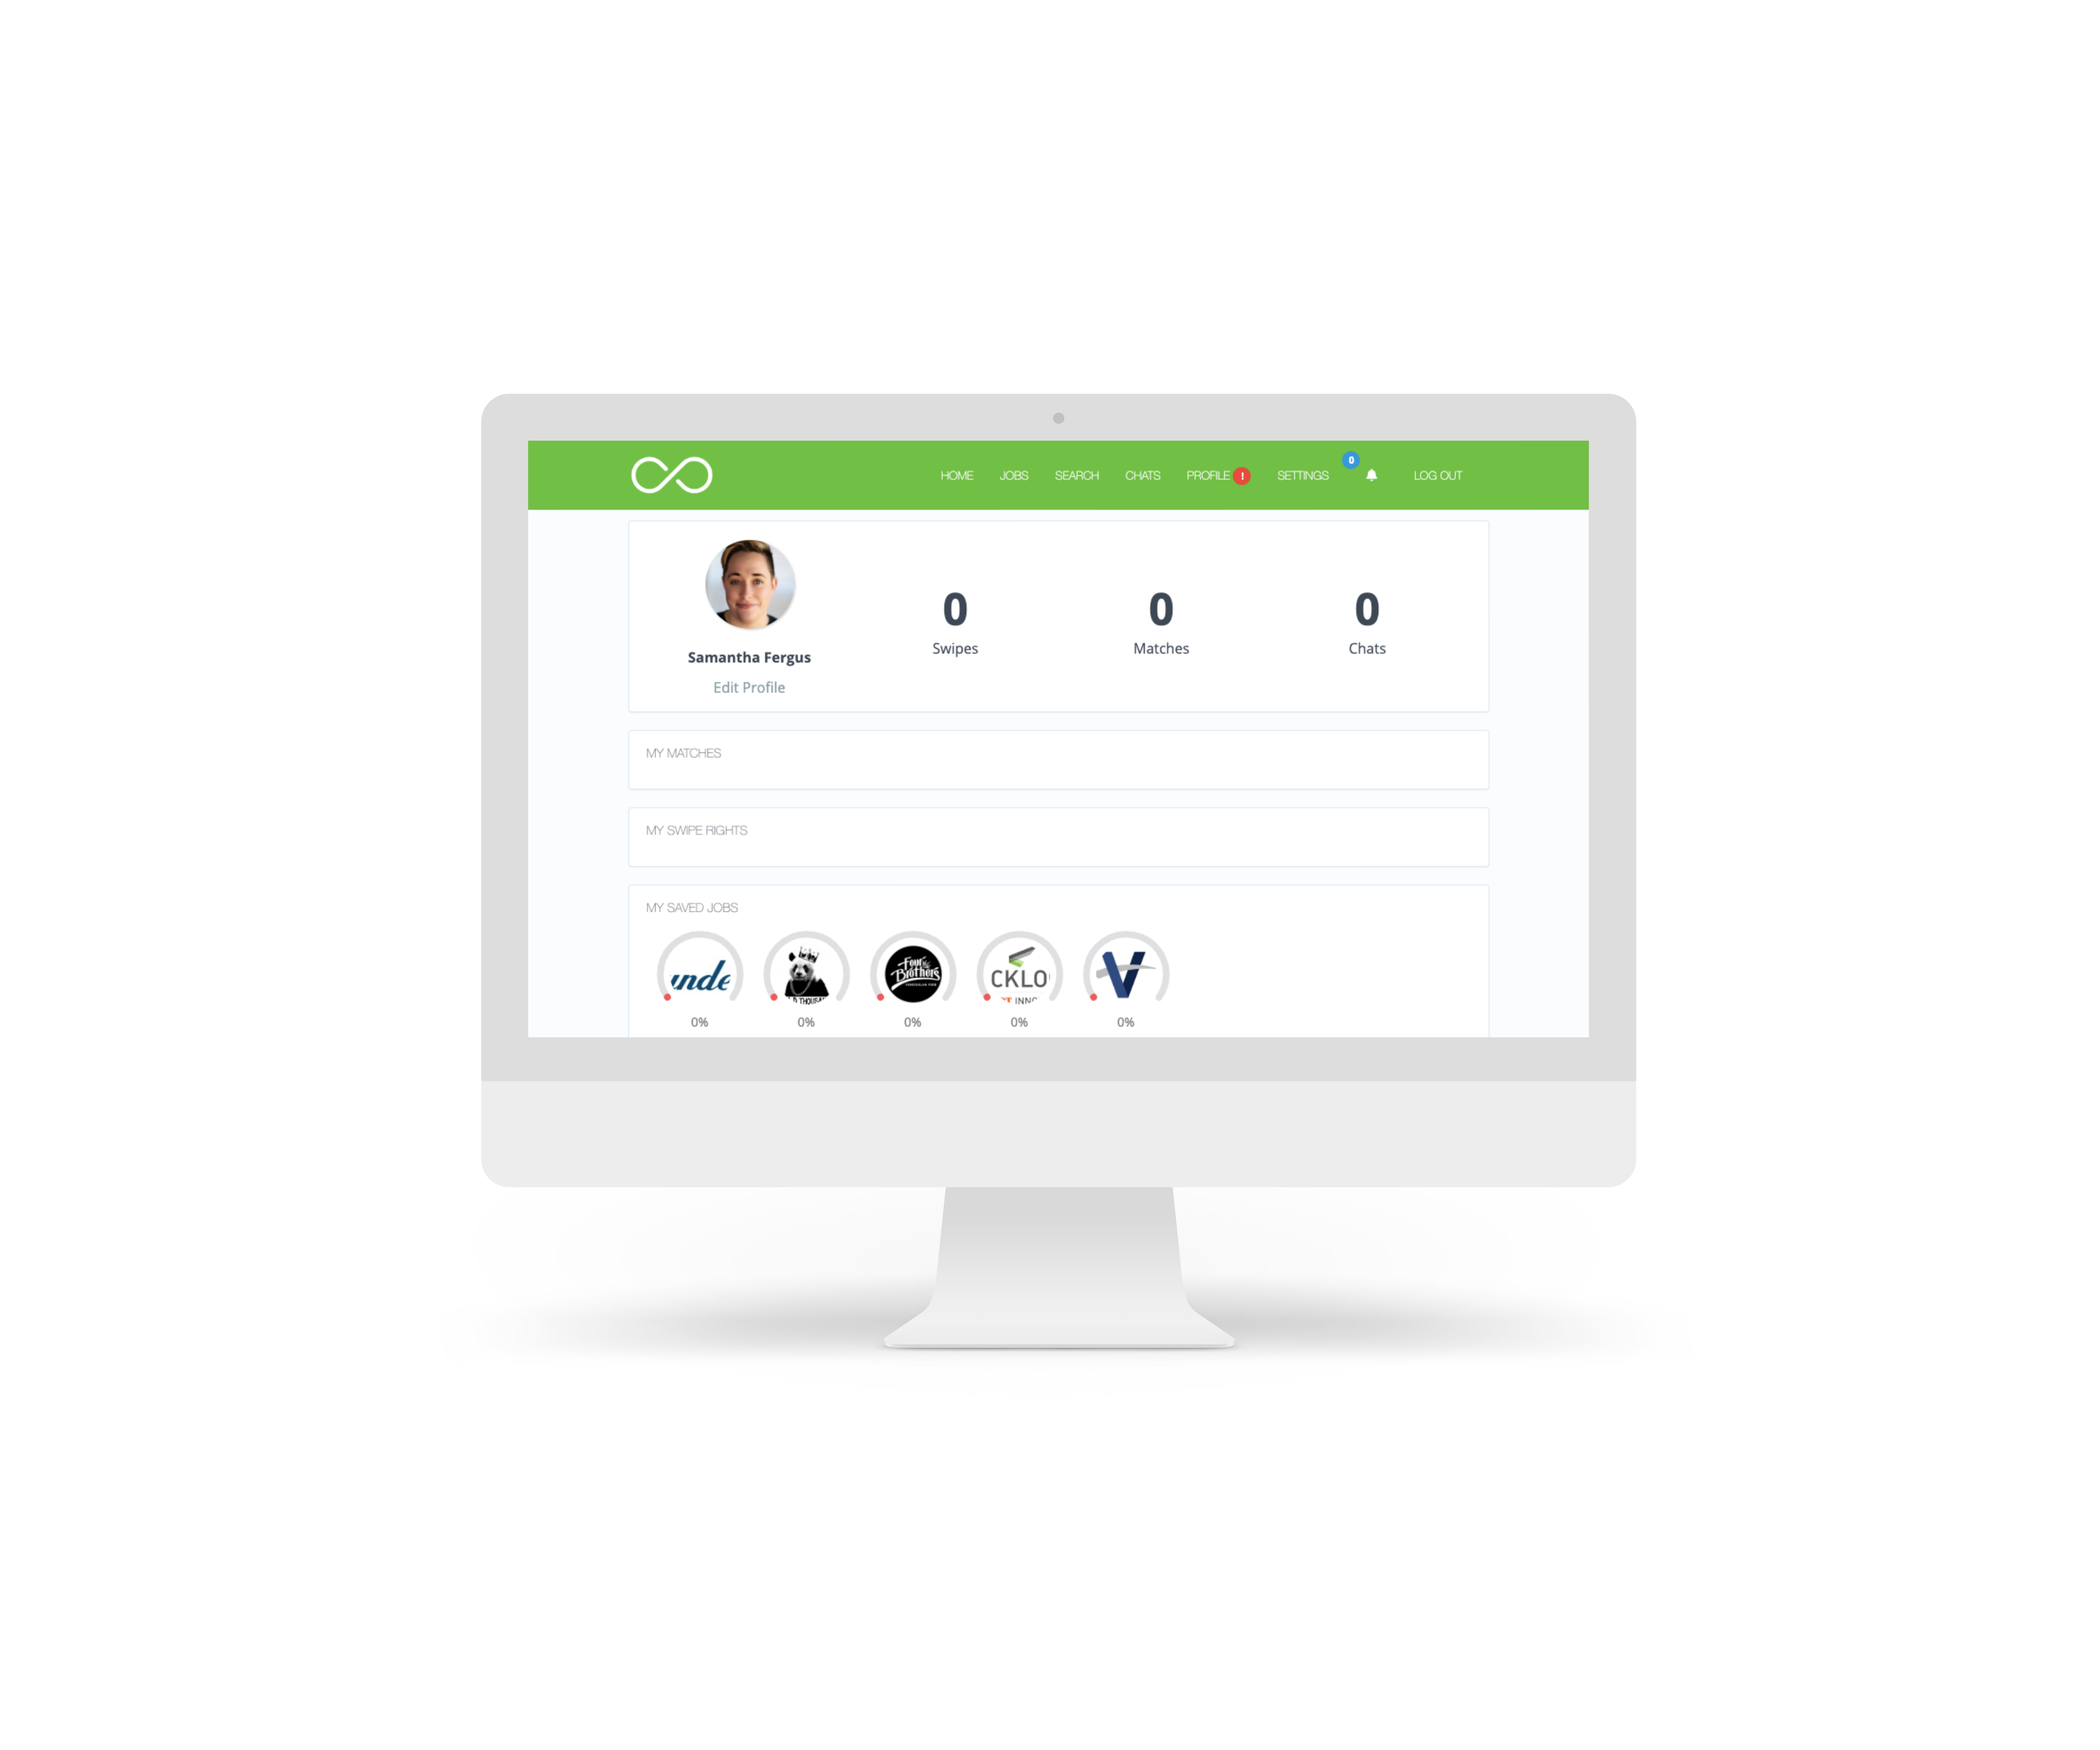 HOME JOBS SEARCH CHATS PROFILE ! SETTINGS 0 LOG OUT
Samantha Fergus
Edit Profile
0
Swipes
0
Matches
0
Chats
MY MATCHES
MY SWIPE RIGHTS
MY SAVED JOBS
Four
Brothers
CKLO
INNO
0% 0% 0% 0% 0%